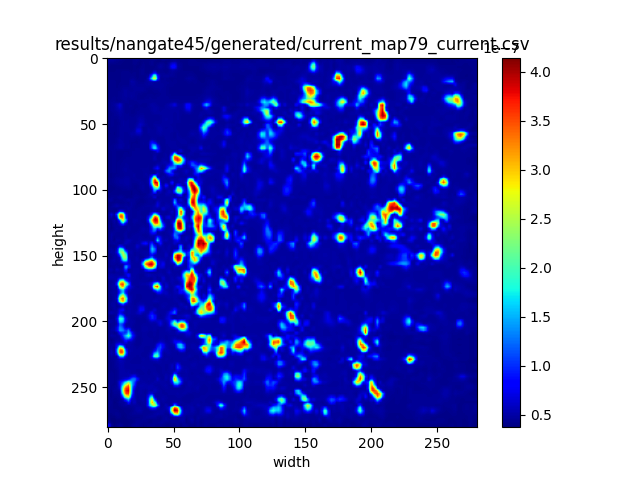 results/nangate45/generated/current_map79_current.csv
1e−7
0
50
100
150
200
250
height
0 50 100 150 200 250
width
4.0
3.5
3.0
2.5
2.0
1.5
1.0
0.5